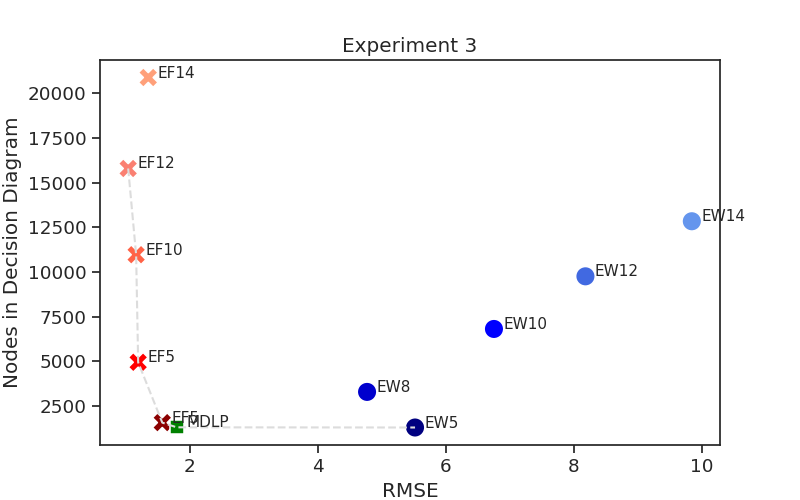 Experiment 3
Nodes in Decision Diagram
20000
17500
15000
12500
10000
7500
5000
2500
EF14
EF12
EF10
EF5
EF5
MDLP
EW14
EW12
EW10
EW8
EW5
2
4
6
8
10
RMSE